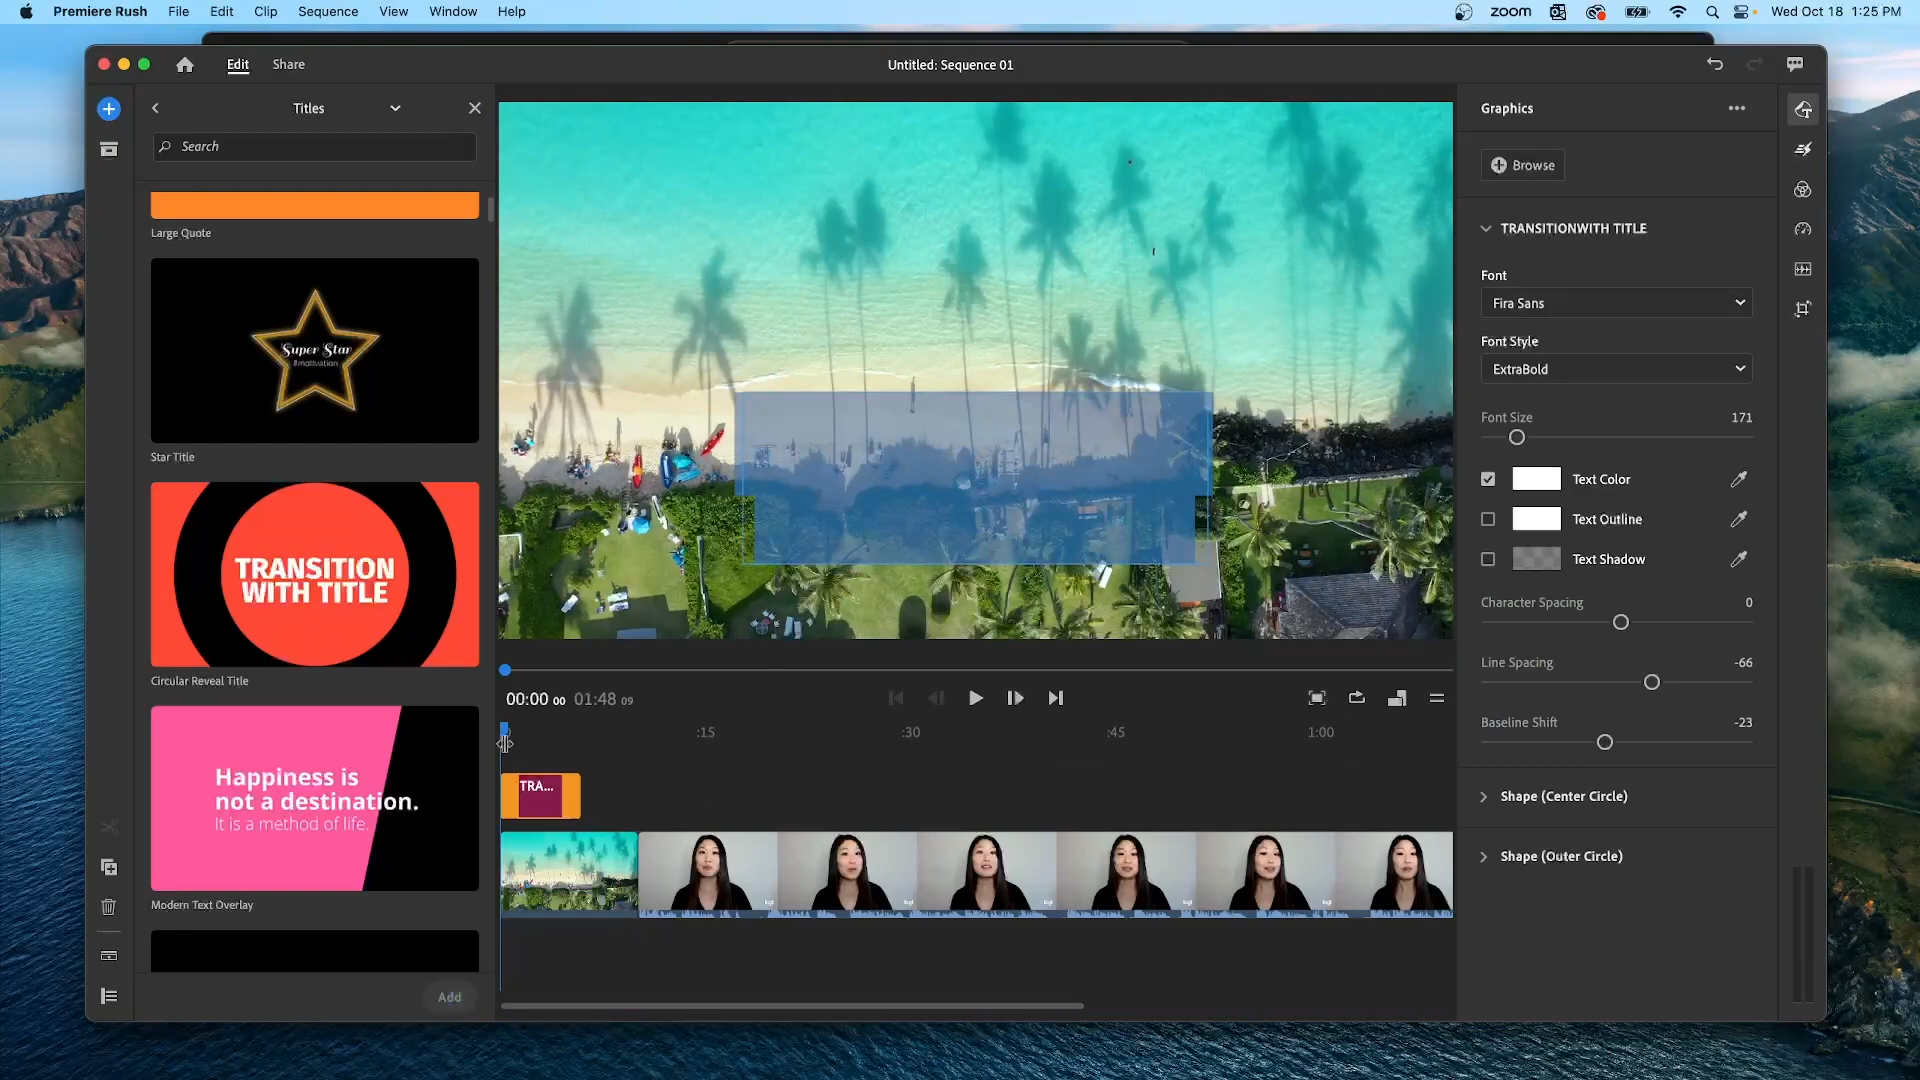 Premiere Rush File Edit Clip Sequence View Window Help
zoom
Wed Oct 18 1:25 PM
Edit Share
Untitled: Sequence 01
Titles
Search
Large Quote
Super Star
#motivation
Star Title
TRANSITION
WITH TITLE
Circular Reveal Title
Happiness is
not a destination.
It is a method of life.
Modern Text Overlay
Add
00:00 00 01:48 09
0 :15 :30 :45 1:00
TRA...
Graphics
Browse
TRANSITIONWITH TITLE
Font
Fira Sans
Font Style
ExtraBold
Font Size 171
Text Color
Text Outline
Text Shadow
Character Spacing 0
Line Spacing -66
Baseline Shift -23
Shape (Center Circle)
Shape (Outer Circle)